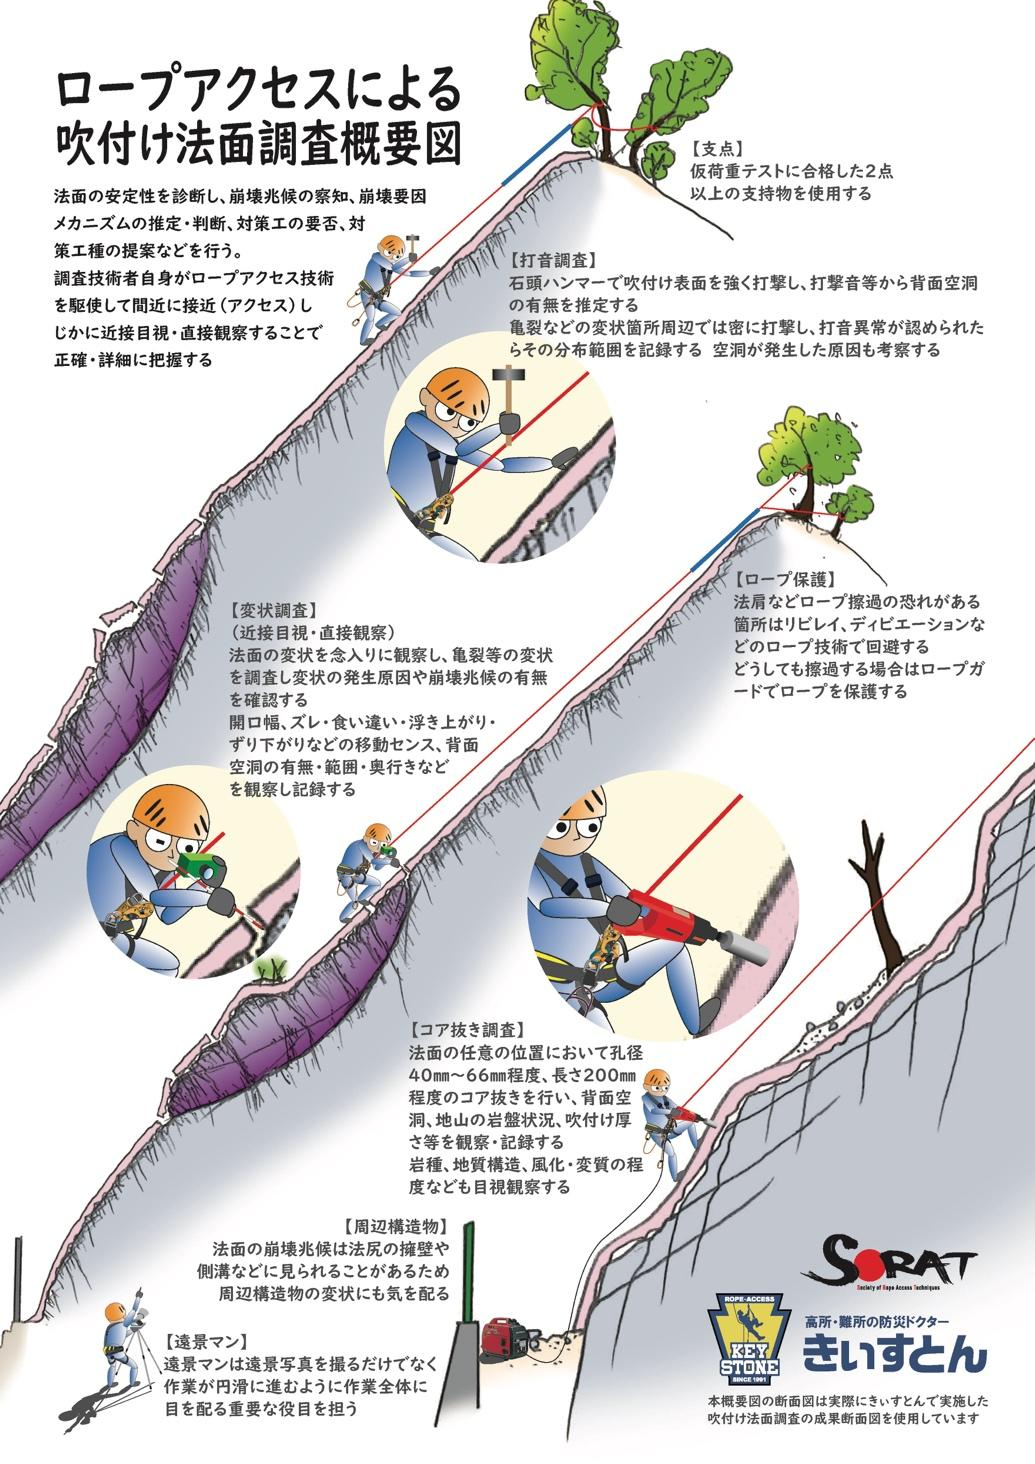 ロープアクセスによる
吹付け法面調査概要図
法面の安定性を診断し、崩壊兆候の察知、崩壊要因
メカニズムの推定・判断、対策工の要否、対
策工種の提案などを行う。
調査技術者自身がロープアクセス技術
を駆使して間近に接近（アクセス）し
じかに近接目視・直接観察することで
正確・詳細に把握する
【支点】
仮荷重テストに合格した2点
以上の支持物を使用する
【打音調査】
石頭ハンマーで吹付け表面を強く打撃し、打撃音等から背面空洞
の有無を推定する
亀裂などの変状箇所周辺では密に打撃し、打音異常が認められた
らその分布範囲を記録する 空洞が発生した原因も考察する
【ロープ保護】
法肩などロープ擦過の恐れがある
箇所はリビレイ、ディビエーションな
どのロープ技術で回避する
どうしても擦過する場合はロープガ
ードでロープを保護する
【変状調査】
（近接目視・直接観察）
法面の変状を念入りに観察し、亀裂等の変状
を調査し変状の発生原因や崩壊兆候の有無
を確認する
開口幅、ズレ・食い違い・浮き上がり・
ずり下がりなどの移動センス、背面
空洞の有無・範囲・奥行きなど
を観察し記録する
【コア抜き調査】
法面の任意の位置において孔径
40㎜～66㎜程度、長さ200㎜
程度のコア抜きを行い、背面空
洞、地山の岩盤状況、吹付け厚
さ等を観察・記録する
岩種、地質構造、風化・変質の程
度なども目視観察する
【周辺構造物】
法面の崩壊兆候は法尻の擁壁や
側溝などに見られることがあるため
周辺構造物の変状にも気を配る
【遠景マン】
遠景マンは遠景写真を撮るだけでなく
作業が円滑に進むように作業全体に
目を配る重要な役目を担う
SORAT
Society of Rope Access Techniques
ROPE-ACCESS
KEY
STONE
SINCE 1991
高所・難所の防災ドクター
きぃすとん
本概要図の断面図は実際にきぃすとんで実施した
吹付け法面調査の成果断面図を使用しています